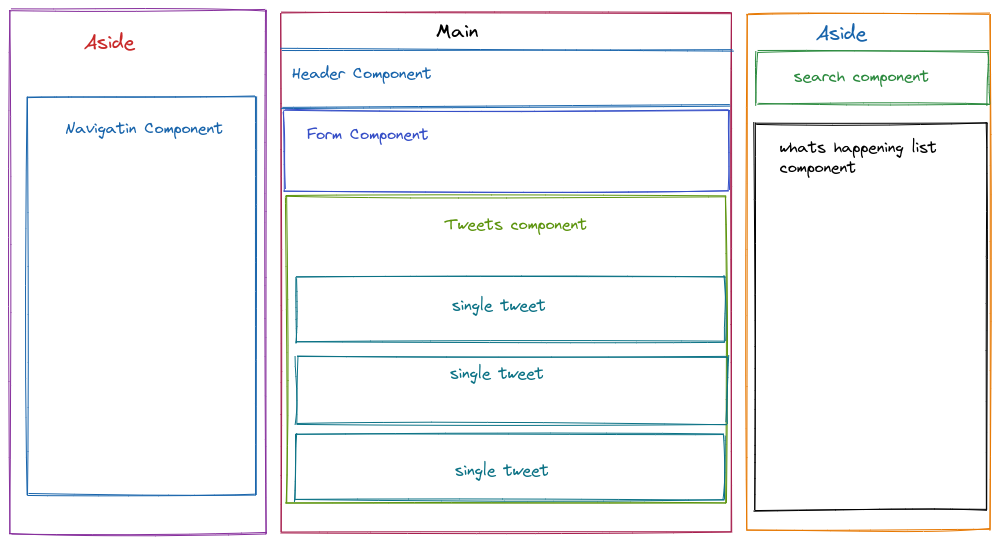 Aside
Navigatin Component
Main
Header Component
Form Component
Tweets component
single tweet
single tweet
single tweet
Aside
search component
whats happening list
component